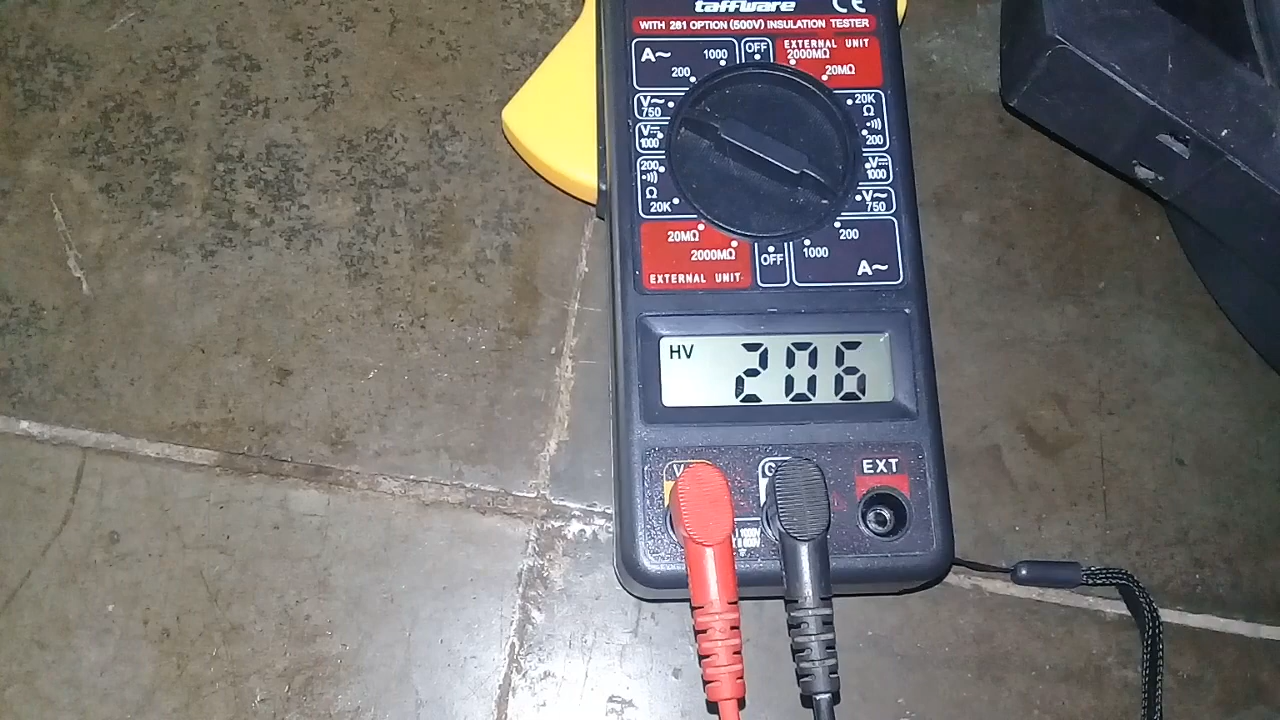 taffware CE
WITH 261 OPTION (500V) INSULATION TESTER
A~ 1000
200
OFF
EXTERNAL UNIT
2000MΩ
20MΩ
V~
750
V⎓
1000
200
•)))
Ω
20K
20K
Ω
•)))
200
V⎓
1000
V~
750
20MΩ
2000MΩ
EXTERNAL UNIT
OFF
200
1000
A~
HV 206
EXT